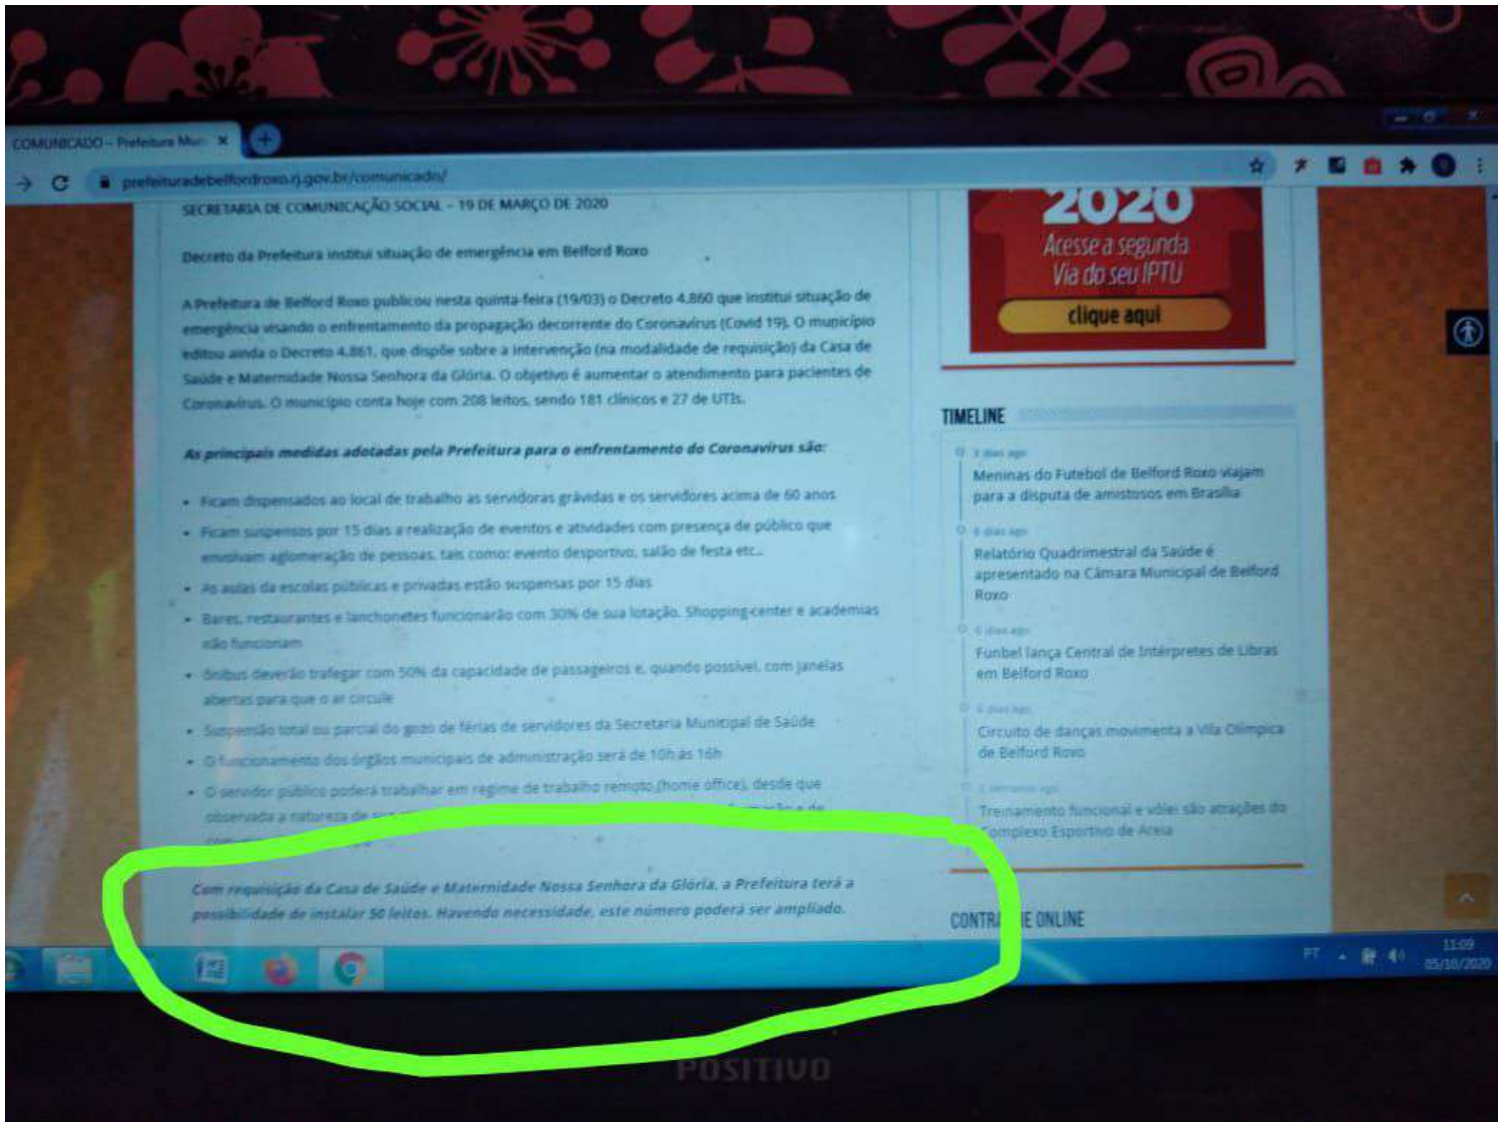 COMUNICADO – Prefeitura Mun
prefeituradebelfordroxo.rj.gov.br/comunicado/
SECRETARIA DE COMUNICAÇÃO SOCIAL – 19 DE MARÇO DE 2020
Decreto da Prefeitura institui situação de emergência em Belford Roxo
A Prefeitura de Belford Roxo publicou nesta quinta-feira (19/03) o Decreto 4.860 que institui situação de
emergência visando o enfrentamento da propagação decorrente do Coronavírus (Covid 19). O município
editou ainda o Decreto 4.861, que dispõe sobre a intervenção (na modalidade de requisição) da Casa de
Saúde e Maternidade Nossa Senhora da Glória. O objetivo é aumentar o atendimento para pacientes de
Coronavírus. O município conta hoje com 208 leitos, sendo 181 clínicos e 27 de UTIs.
As principais medidas adotadas pela Prefeitura para o enfrentamento do Coronavírus são:
• Ficam dispensados ao local de trabalho as servidoras grávidas e os servidores acima de 60 anos
• Ficam suspensos por 15 dias a realização de eventos e atividades com presença de público que
envolvam aglomeração de pessoas, tais como: evento desportivo, salão de festa etc..
• As aulas da escolas públicas e privadas estão suspensas por 15 dias
• Bares, restaurantes e lanchonetes funcionarão com 30% de sua lotação. Shopping-center e academias
não funcionam
• ônibus deverão trafegar com 50% da capacidade de passageiros e, quando possível, com janelas
abertas para que o ar circule
• Suspensão total ou parcial do gozo de férias de servidores da Secretaria Municipal de Saúde
• O funcionamento dos órgãos municipais de administração será de 10h às 16h
• O servidor público poderá trabalhar em regime de trabalho remoto (home office), desde que
observada a natureza de
Com requisição da Casa de Saúde e Maternidade Nossa Senhora da Glória, a Prefeitura terá a
possibilidade de instalar 50 leitos. Havendo necessidade, este número poderá ser ampliado.
2020
Acesse a segunda
Via do seu IPTU
clique aqui
TIMELINE
3 dias ago
Meninas do Futebol de Belford Roxo viajam
para a disputa de amistosos em Brasília
dias ago
Relatório Quadrimestral da Saúde é
apresentado na Câmara Municipal de Belford
Roxo
6 dias ago
Funbel lança Central de Intérpretes de Libras
em Belford Roxo
6 dias ago
Circuito de danças movimenta a Vila Olímpica
de Belford Roxo
ago
Treinamento funcional e vôlei são atrações do
Complexo Esportivo de Areia
CONTRA E ONLINE
PT
11:09
05/10/2020
POSITIVO